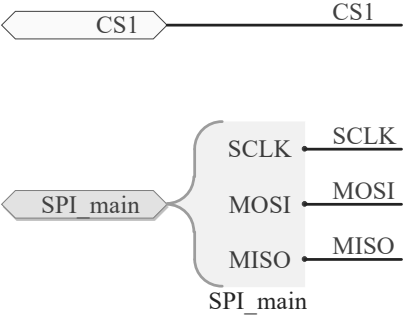 CS1 CS1
SCLK SCLK
SPI_main MOSI MOSI
MISO MISO
SPI_main